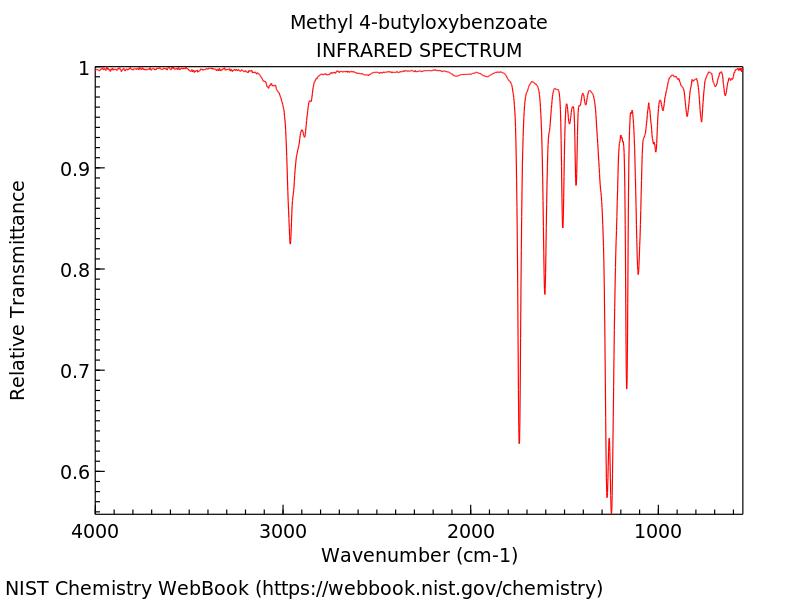 Methyl 4-butyloxybenzoate
INFRARED SPECTRUM
1
0.9
0.8
0.7
0.6
Relative Transmittance
4000 3000 2000 1000
Wavenumber (cm-1)
NIST Chemistry WebBook (https://webbook.nist.gov/chemistry)